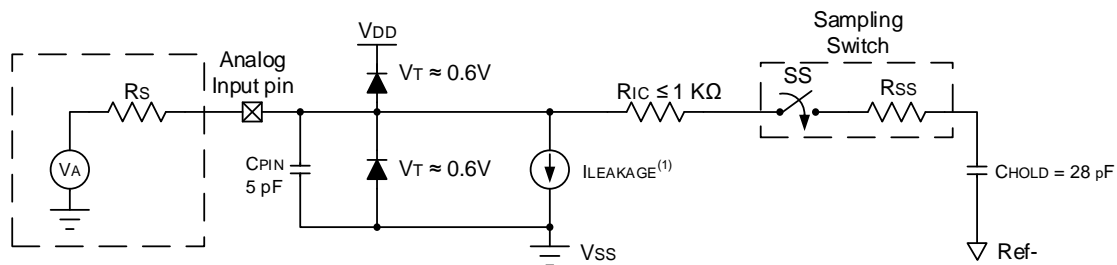 Sampling
Switch
VDD
Analog
Input pin
VT ≈ 0.6V
SS
RS
RIC ≤ 1 KΩ
RSS
VA
CPIN
5 pF
VT ≈ 0.6V
ILEAKAGE(1)
CHOLD = 28 pF
VSS
Ref-